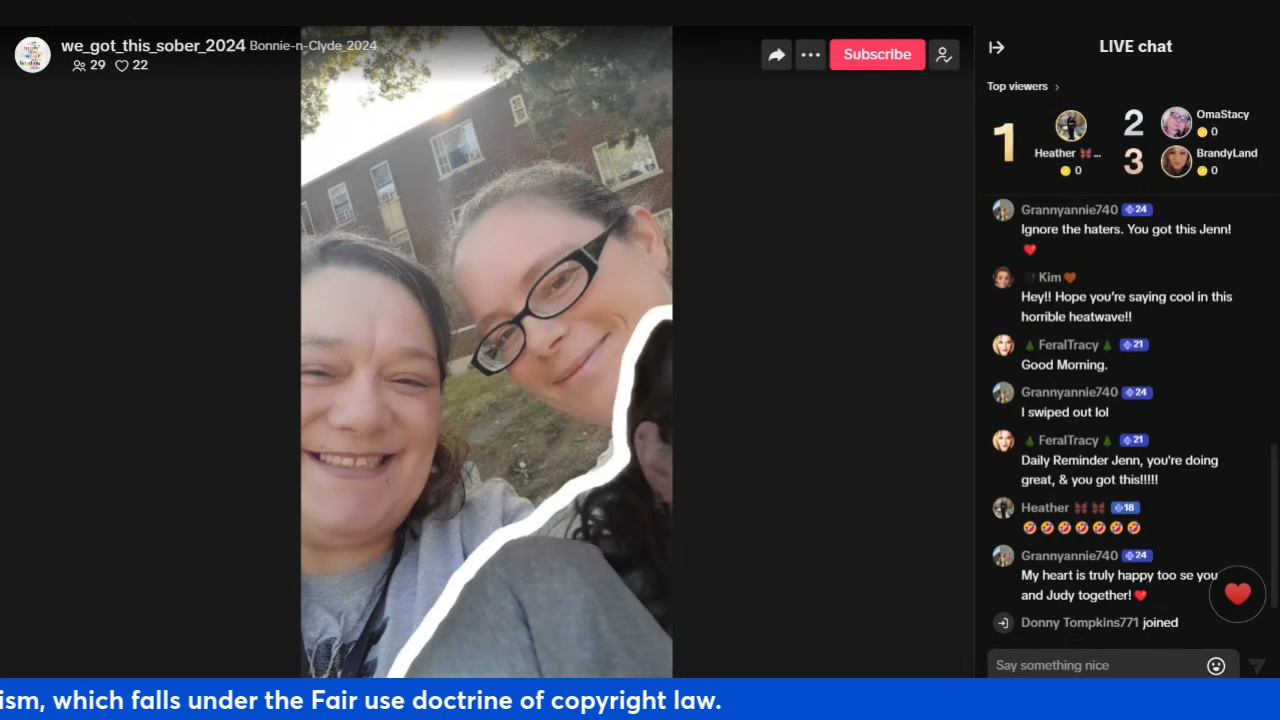 we_got_this_sober_2024 Bonnie-n-Clyde_2024
29 22
Subscribe
LIVE chat
Top viewers
1
Heather ...
0
2
OmaStacy
0
3
BrandyLand
0
Grannyannie740 24
Ignore the haters. You got this Jenn!
❤️
Kim🧡
Hey!! Hope you're saying cool in this
horrible heatwave!!
🌲 FeralTracy 🌲 21
Good Morning.
Grannyannie740 24
I swiped out lol
🌲 FeralTracy 🌲 21
Daily Reminder Jenn, you're doing
great, & you got this!!!!!
Heather 🦋 🦋 18
🤣🤣🤣🤣🤣🤣🤣
Grannyannie740 24
My heart is truly happy too se you
and Judy together!❤️
Donny Tompkins771 joined
Say something nice
ism, which falls under the Fair use doctrine of copyright law.